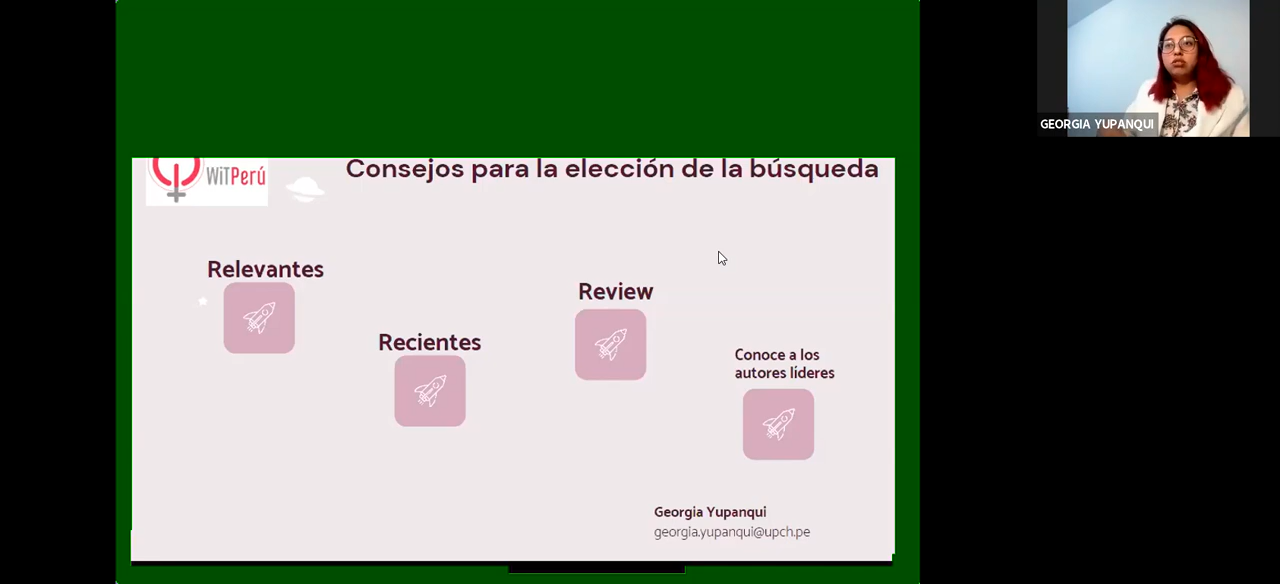 WiTPerú
Consejos para la elección de la búsqueda
Relevantes
Review
Recientes
Conoce a los
autores líderes
Georgia Yupanqui
georgia.yupanqui@upch.pe
GEORGIA YUPANQUI